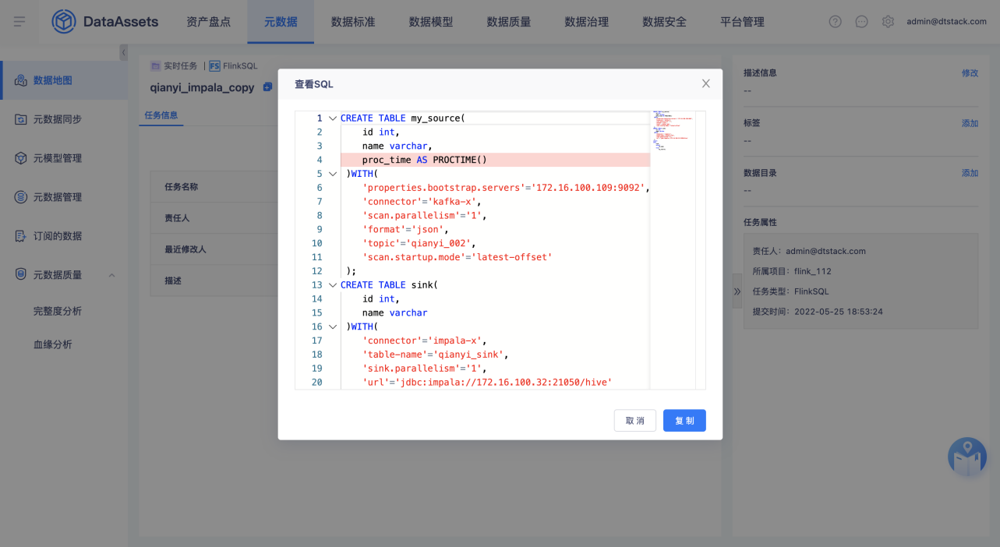 DataAssets
资产盘点
元数据
数据标准
数据模型
数据质量
数据治理
数据安全
平台管理
admin@dtstack.com
数据地图
元数据同步
元模型管理
元数据管理
订阅的数据
元数据质量
完整度分析
血缘分析
实时任务 | FS FlinkSQL
qianyi_impala_copy
任务信息
任务名称
责任人
最近修改人
描述
查看SQL
1 CREATE TABLE my_source(
2 id int,
3 name varchar,
4 proc_time AS PROCTIME()
5 )WITH(
6 'properties.bootstrap.servers'='172.16.100.109:9092',
7 'connector'='kafka-x',
8 'scan.parallelism'='1',
9 'format'='json',
10 'topic'='qianyi_002',
11 'scan.startup.mode'='latest-offset'
12 );
13 CREATE TABLE sink(
14 id int,
15 name varchar
16 )WITH(
17 'connector'='impala-x',
18 'table-name'='qianyi_sink',
19 'sink.parallelism'='1',
20 'url'='jdbc:impala://172.16.100.32:21050/hive'
取 消
复 制
描述信息
修改
--
标签
添加
--
数据目录
添加
--
任务属性
责任人：admin@dtstack.com
所属项目：flink_112
任务类型：FlinkSQL
提交时间：2022-05-25 18:53:24